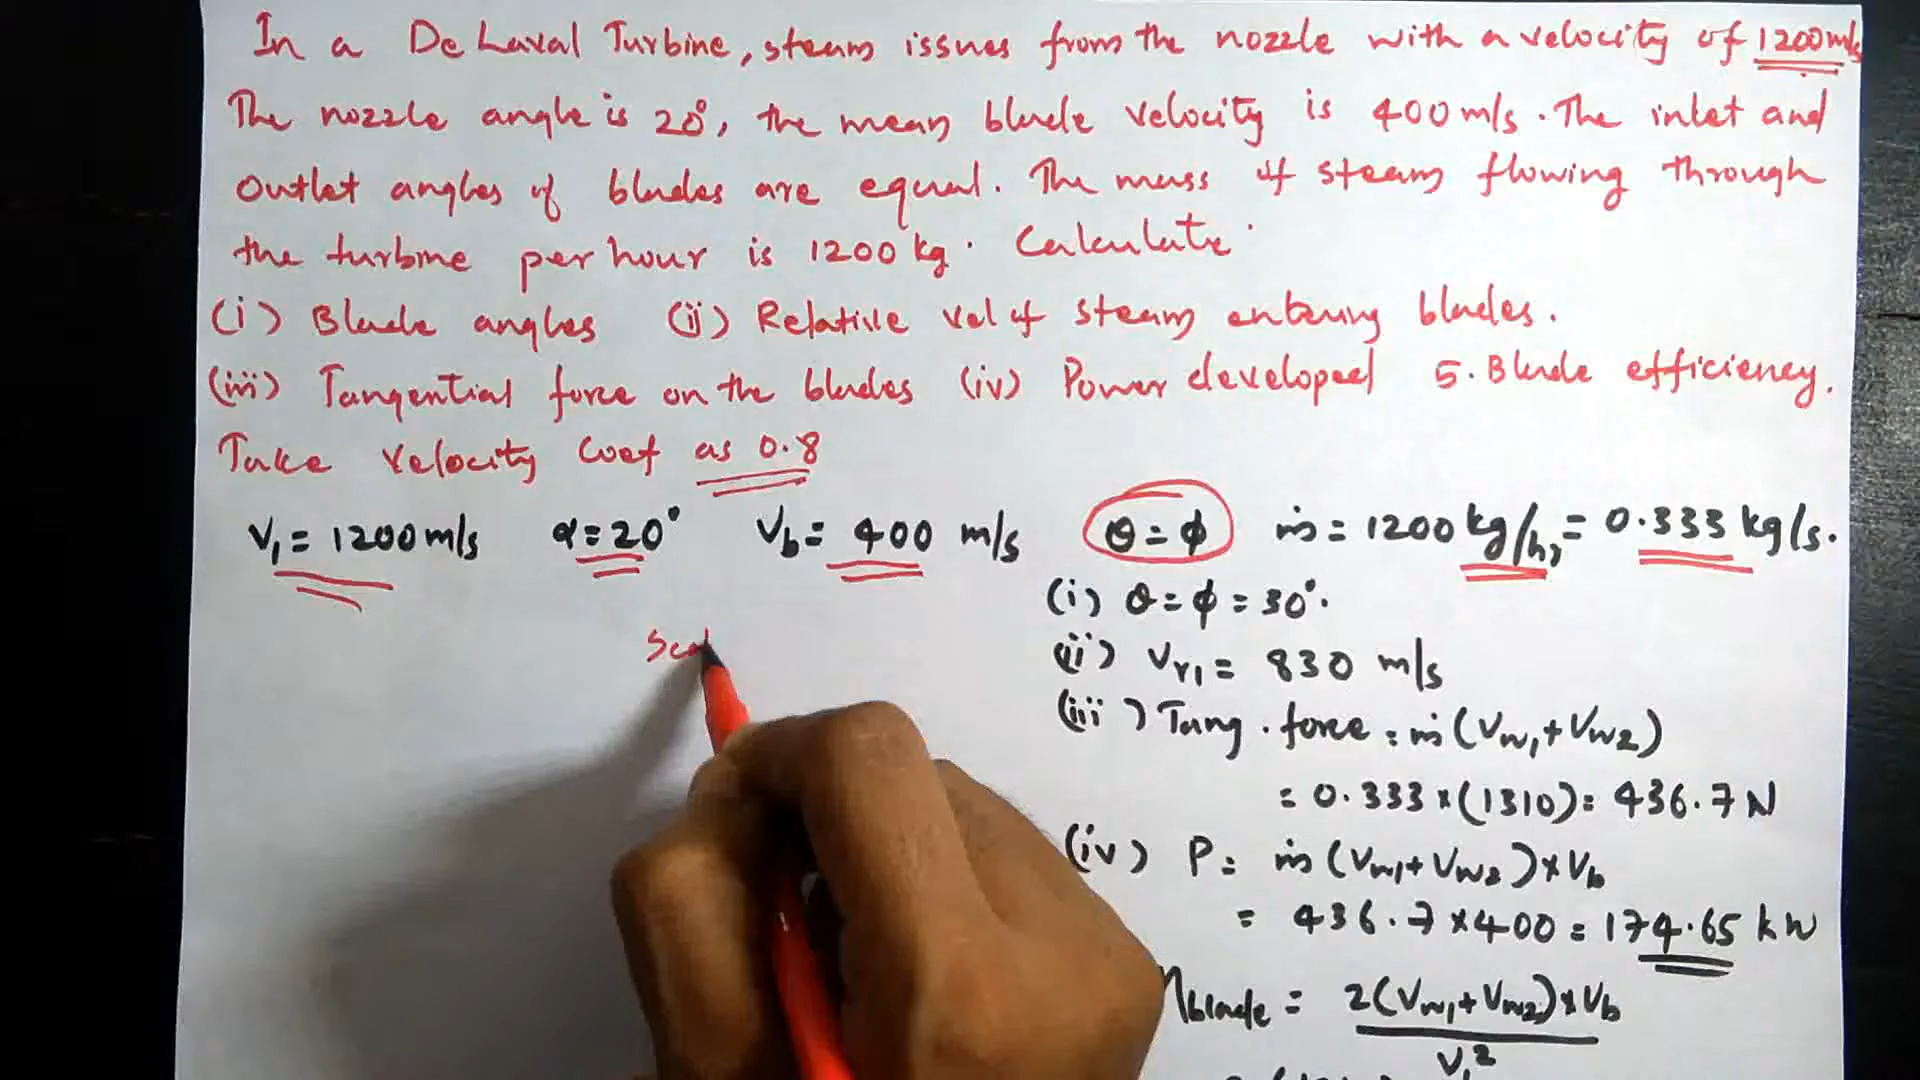 In a De Laval Turbine, steam issues from the nozzle with a velocity of 1200m/s
The nozzle angle is 20°, the mean blade velocity is 400 m/s. The inlet and
outlet angles of blades are equal. The mass of steam flowing through
the turbine per hour is 1200 kg. Calculate
(i) Blade angles (ii) Relative vel of steam entering blades.
(iii) Tangential force on the blades (iv) Power developed 5. Blade efficiency.
Take velocity coef as 0.8
V₁ = 1200 m/s α = 20° Vb = 400 m/s θ = ϕ ṁ = 1200 kg/h, = 0.333 kg/s.
(i) θ = ϕ = 30°.
(ii) Vr₁ = 830 m/s
(iii) Tang. force = ṁ (Vw₁ + Vw2)
= 0.333 × (1310) = 436.7 N
(iv) P = ṁ (Vw₁ + Vw2) × Vb
= 436.7 × 400 = 174.65 kW
ηblade = 2(Vw₁ + Vw2) × Vb
V₁²